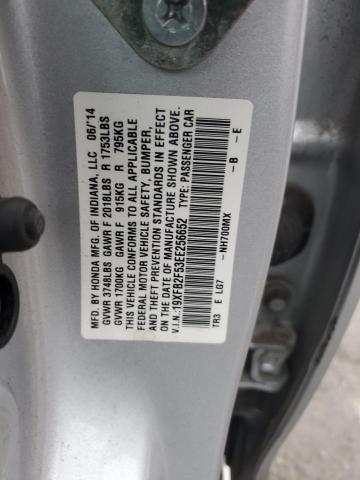 MFD. BY HONDA MFG. OF INDIANA, LLC 06/'14
GVWR 3748LBS GAWR F 2018LBS R 1753LBS
GVWR 1700KG GAWR F 915KG R 795KG
THIS VEHICLE CONFORMS TO ALL APPLICABLE
FEDERAL MOTOR VEHICLE SAFETY, BUMPER,
AND THEFT PREVENTION STANDARDS IN EFFECT
ON THE DATE OF MANUFACTURE SHOWN ABOVE.
V.I.N.:19XFB2F53EE256652 TYPE: PASSENGER CAR
TR3 E LG7 - NH700MX - B - E